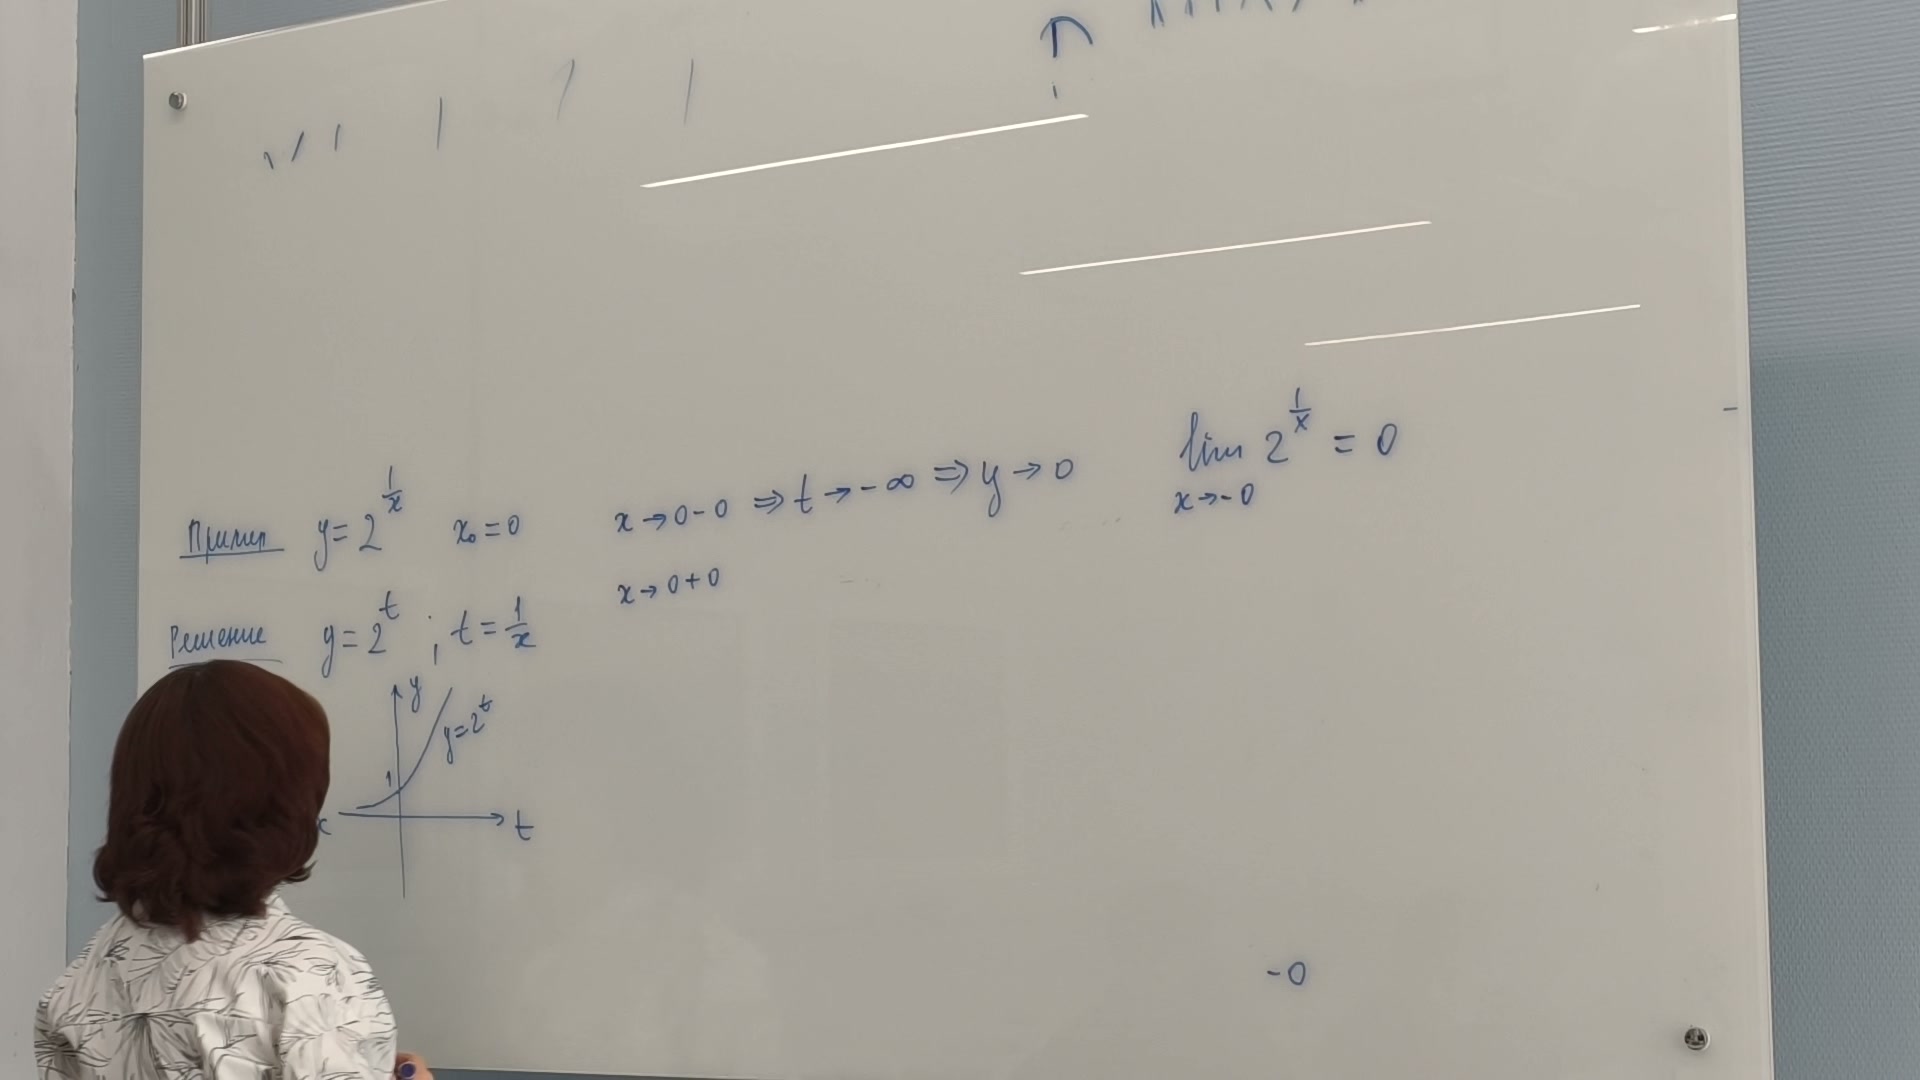 Пример y = 2^{1/x} x₀ = 0 x → 0-0 ⇒ t → -∞ ⇒ y → 0 lim_{x→-0} 2^{1/x} = 0
x → 0+0
Решение y = 2^t ; t = 1/x
y
y = 2^t
1
t
-0